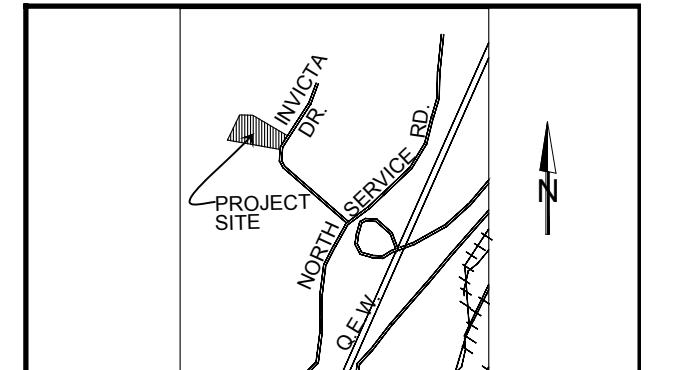 INVICTA
DR.
NORTH SERVICE RD.
PROJECT
SITE
Q.E.W.
N